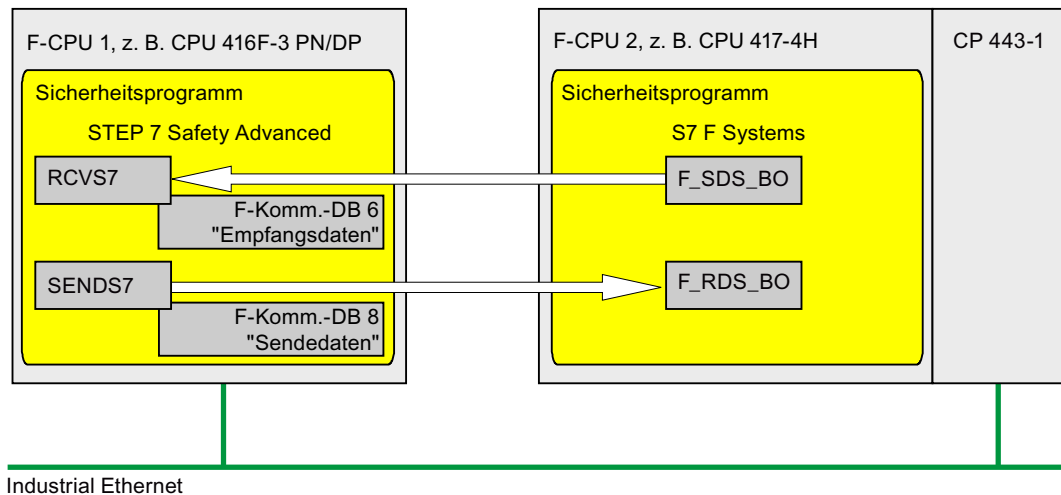 F-CPU 1, z. B. CPU 416F-3 PN/DP
Sicherheitsprogramm
STEP 7 Safety Advanced
RCVS7
F-Komm.-DB 6
"Empfangsdaten"
SENDS7
F-Komm.-DB 8
"Sendedaten"
F-CPU 2, z. B. CPU 417-4H
Sicherheitsprogramm
S7 F Systems
F_SDS_BO
F_RDS_BO
CP 443-1
Industrial Ethernet